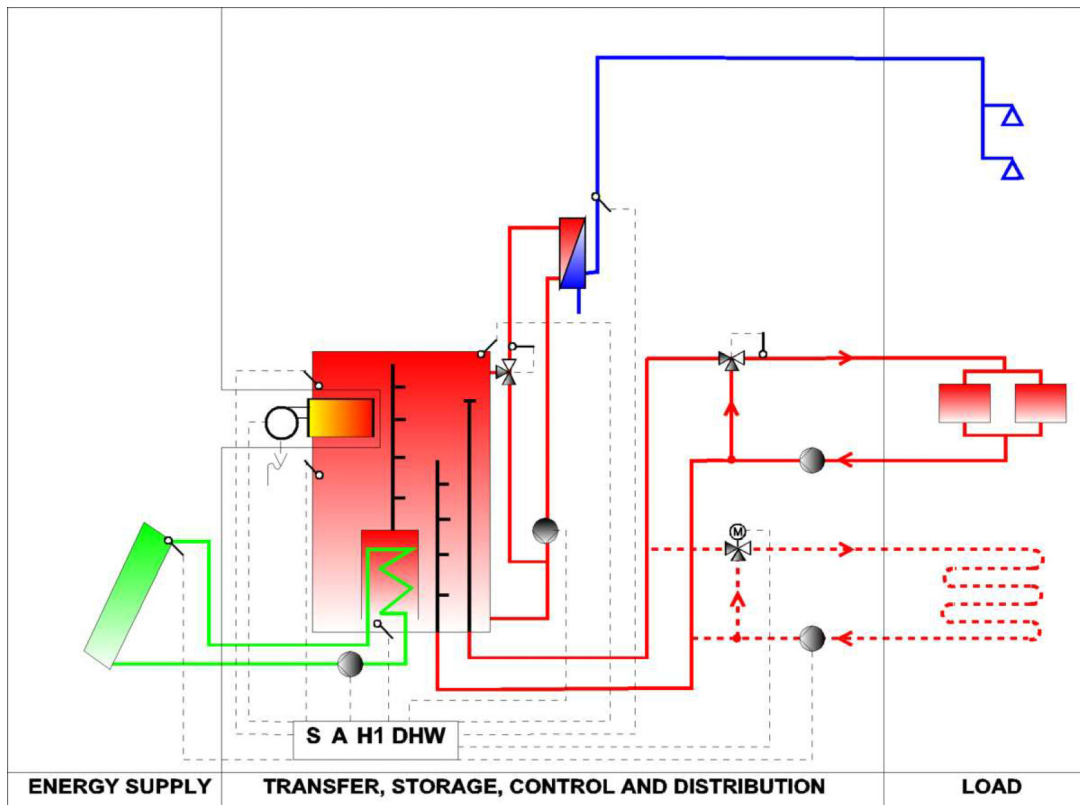 M
S A H1 DHW
ENERGY SUPPLY
TRANSFER, STORAGE, CONTROL AND DISTRIBUTION
LOAD